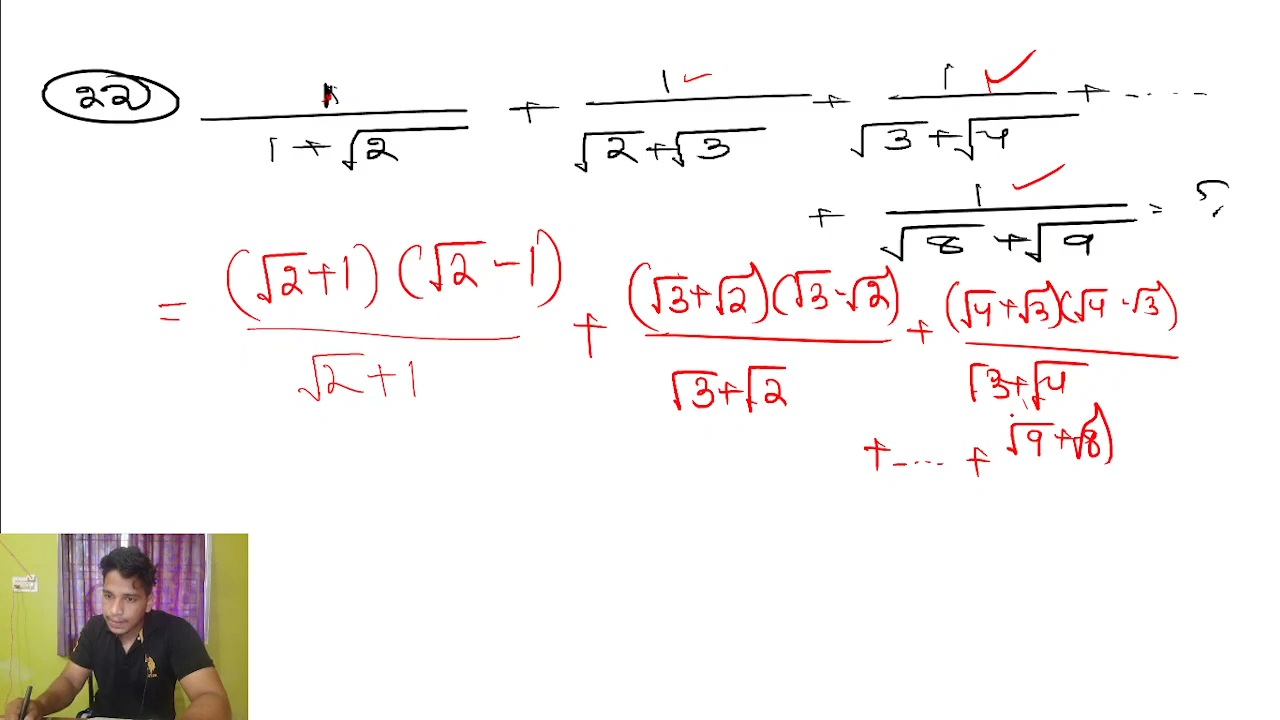 22 1/(1+√2) + 1/(√2+√3) + 1/(√3+√4) + .....
+ 1/(√8+√9) = ?
= (√2+1)(√2-1)/(√2+1) + (√3+√2)(√3-√2)/(√3+√2) + (√4+√3)(√4-√3)/(√3+√4)
+ ..... + √9+√8)